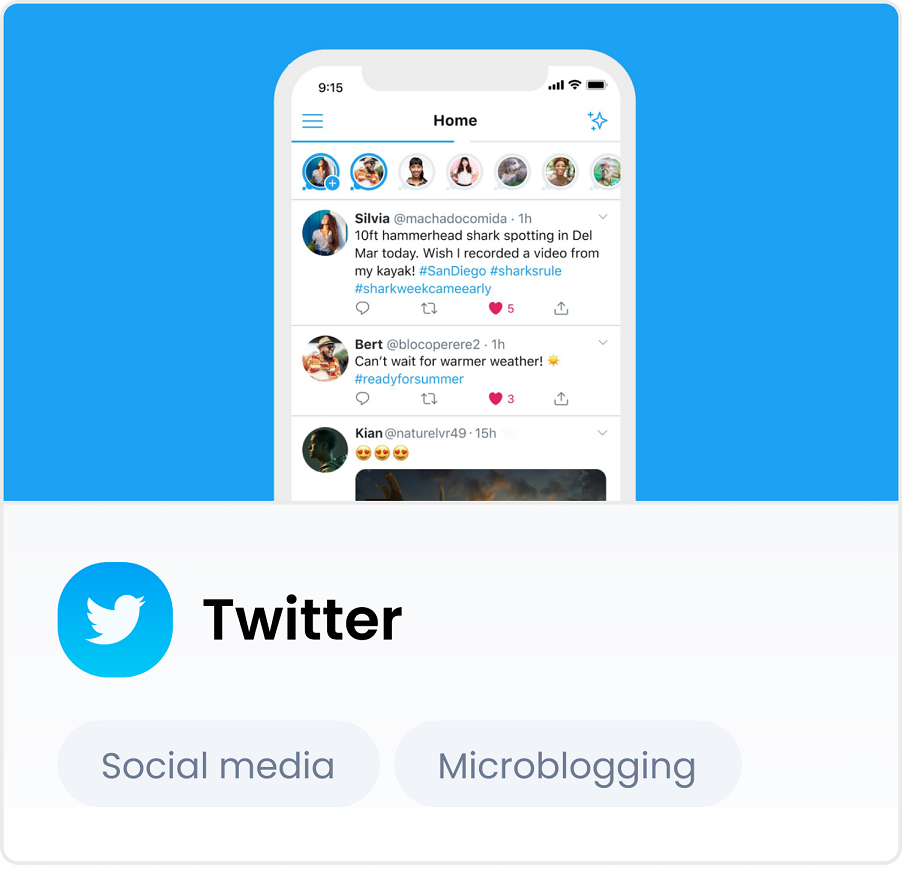 9:15
Home
Silvia @machadocomida · 1h
10ft hammerhead shark spotting in Del
Mar today. Wish I recorded a video from
my kayak! #SanDiego #sharksrule
#sharkweekcameearly
5
Bert @blocoperere2 · 1h
Can’t wait for warmer weather! ☀️
#readyforsummer
3
Kian @naturelvr49 · 15h
😍😍😍
Twitter
Social media
Microblogging